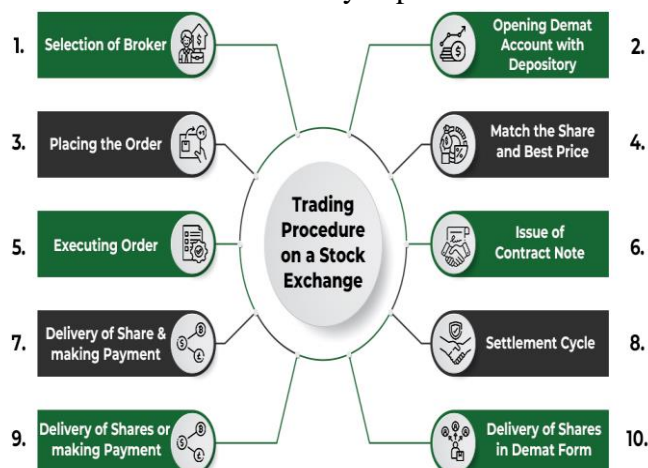 1. Selection of Broker
Opening Demat
Account with
Depository
2.
3. Placing the Order
Match the Share
and Best Price
4.
Trading
Procedure
on a Stock
Exchange
5. Executing Order
Issue of
Contract Note
6.
7. Delivery of Share &
making Payment
Settlement Cycle
8.
9. Delivery of Shares or
making Payment
Delivery of Shares
in Demat Form
10.